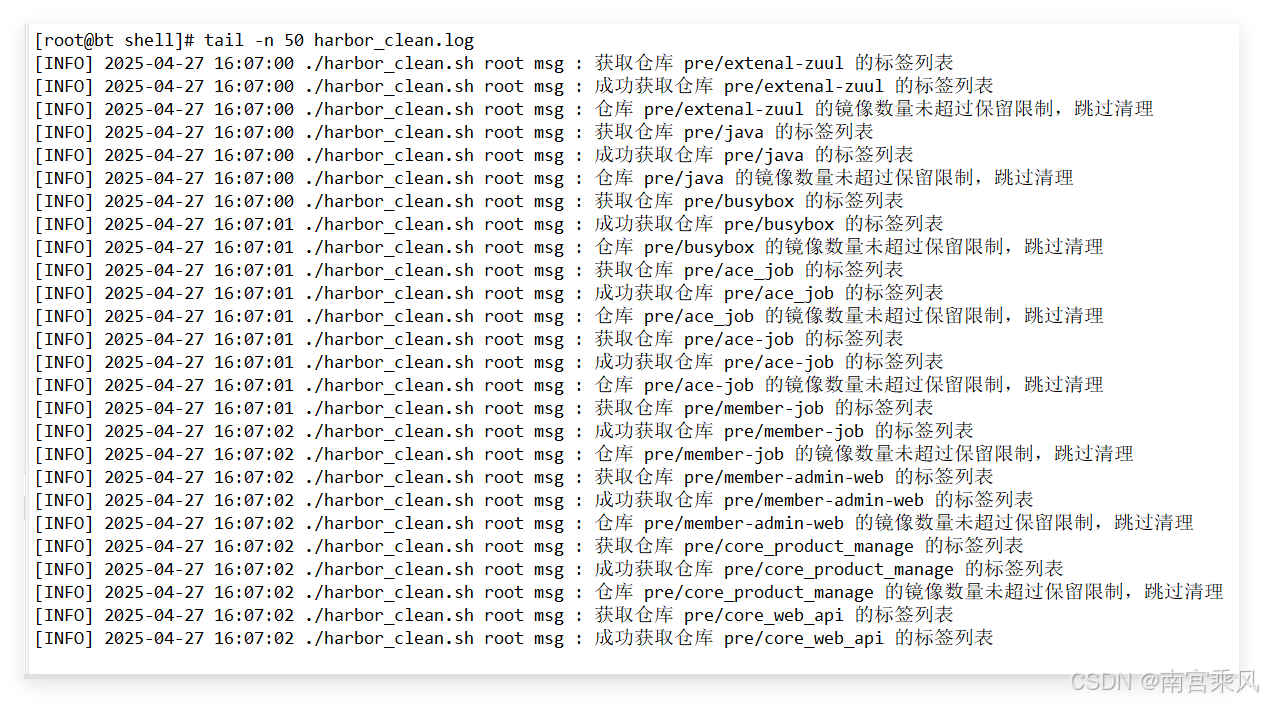 [root@bt shell]# tail -n 50 harbor_clean.log
[INFO] 2025-04-27 16:07:00 ./harbor_clean.sh root msg : 获取仓库 pre/extenal-zuul 的标签列表
[INFO] 2025-04-27 16:07:00 ./harbor_clean.sh root msg : 成功获取仓库 pre/extenal-zuul 的标签列表
[INFO] 2025-04-27 16:07:00 ./harbor_clean.sh root msg : 仓库 pre/extenal-zuul 的镜像数量未超过保留限制，跳过清理
[INFO] 2025-04-27 16:07:00 ./harbor_clean.sh root msg : 获取仓库 pre/java 的标签列表
[INFO] 2025-04-27 16:07:00 ./harbor_clean.sh root msg : 成功获取仓库 pre/java 的标签列表
[INFO] 2025-04-27 16:07:00 ./harbor_clean.sh root msg : 仓库 pre/java 的镜像数量未超过保留限制，跳过清理
[INFO] 2025-04-27 16:07:00 ./harbor_clean.sh root msg : 获取仓库 pre/busybox 的标签列表
[INFO] 2025-04-27 16:07:01 ./harbor_clean.sh root msg : 成功获取仓库 pre/busybox 的标签列表
[INFO] 2025-04-27 16:07:01 ./harbor_clean.sh root msg : 仓库 pre/busybox 的镜像数量未超过保留限制，跳过清理
[INFO] 2025-04-27 16:07:01 ./harbor_clean.sh root msg : 获取仓库 pre/ace_job 的标签列表
[INFO] 2025-04-27 16:07:01 ./harbor_clean.sh root msg : 成功获取仓库 pre/ace_job 的标签列表
[INFO] 2025-04-27 16:07:01 ./harbor_clean.sh root msg : 仓库 pre/ace_job 的镜像数量未超过保留限制，跳过清理
[INFO] 2025-04-27 16:07:01 ./harbor_clean.sh root msg : 获取仓库 pre/ace-job 的标签列表
[INFO] 2025-04-27 16:07:01 ./harbor_clean.sh root msg : 成功获取仓库 pre/ace-job 的标签列表
[INFO] 2025-04-27 16:07:01 ./harbor_clean.sh root msg : 仓库 pre/ace-job 的镜像数量未超过保留限制，跳过清理
[INFO] 2025-04-27 16:07:01 ./harbor_clean.sh root msg : 获取仓库 pre/member-job 的标签列表
[INFO] 2025-04-27 16:07:02 ./harbor_clean.sh root msg : 成功获取仓库 pre/member-job 的标签列表
[INFO] 2025-04-27 16:07:02 ./harbor_clean.sh root msg : 仓库 pre/member-job 的镜像数量未超过保留限制，跳过清理
[INFO] 2025-04-27 16:07:02 ./harbor_clean.sh root msg : 获取仓库 pre/member-admin-web 的标签列表
[INFO] 2025-04-27 16:07:02 ./harbor_clean.sh root msg : 成功获取仓库 pre/member-admin-web 的标签列表
[INFO] 2025-04-27 16:07:02 ./harbor_clean.sh root msg : 仓库 pre/member-admin-web 的镜像数量未超过保留限制，跳过清理
[INFO] 2025-04-27 16:07:02 ./harbor_clean.sh root msg : 获取仓库 pre/core_product_manage 的标签列表
[INFO] 2025-04-27 16:07:02 ./harbor_clean.sh root msg : 成功获取仓库 pre/core_product_manage 的标签列表
[INFO] 2025-04-27 16:07:02 ./harbor_clean.sh root msg : 仓库 pre/core_product_manage 的镜像数量未超过保留限制，跳过清理
[INFO] 2025-04-27 16:07:02 ./harbor_clean.sh root msg : 获取仓库 pre/core_web_api 的标签列表
[INFO] 2025-04-27 16:07:02 ./harbor_clean.sh root msg : 成功获取仓库 pre/core_web_api 的标签列表
CSDN @南宫乘风